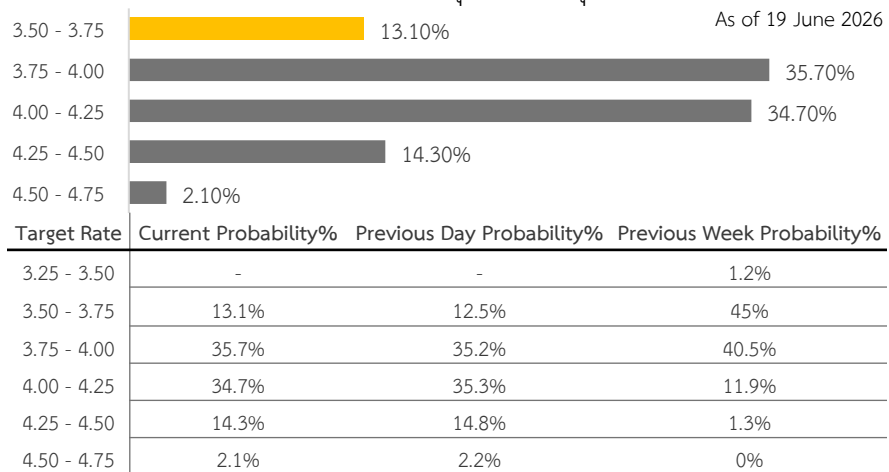 As of 19 June 2026
3.50 - 3.75 13.10%
3.75 - 4.00 35.70%
4.00 - 4.25 34.70%
4.25 - 4.50 14.30%
4.50 - 4.75 2.10%
Target Rate Current Probability% Previous Day Probability% Previous Week Probability%
3.25 - 3.50 - - 1.2%
3.50 - 3.75 13.1% 12.5% 45%
3.75 - 4.00 35.7% 35.2% 40.5%
4.00 - 4.25 34.7% 35.3% 11.9%
4.25 - 4.50 14.3% 14.8% 1.3%
4.50 - 4.75 2.1% 2.2% 0%